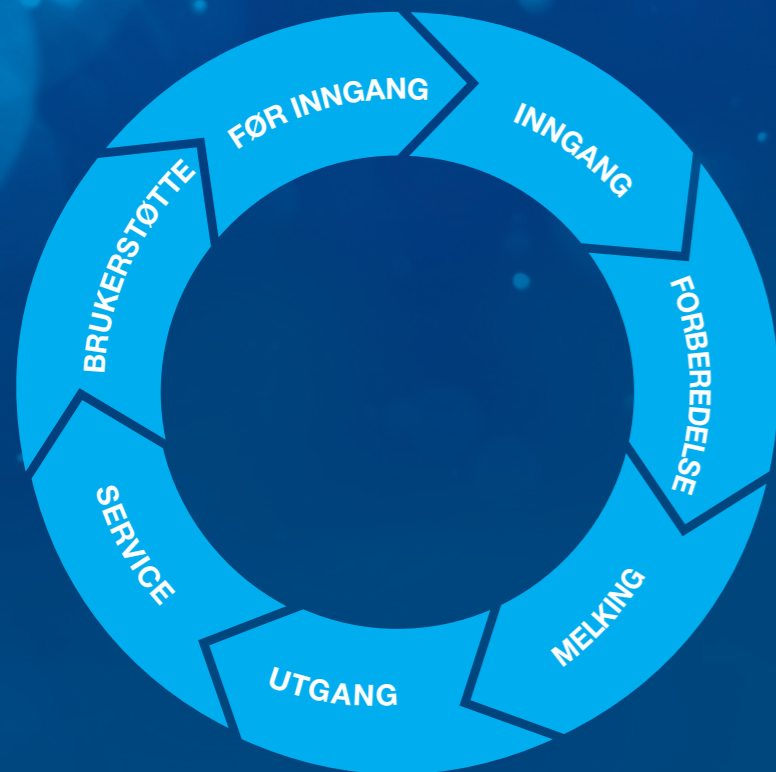 FØR INNGANG
INNGANG
FORBEREDELSE
MELKING
UTGANG
SERVICE
BRUKERSTØTTE